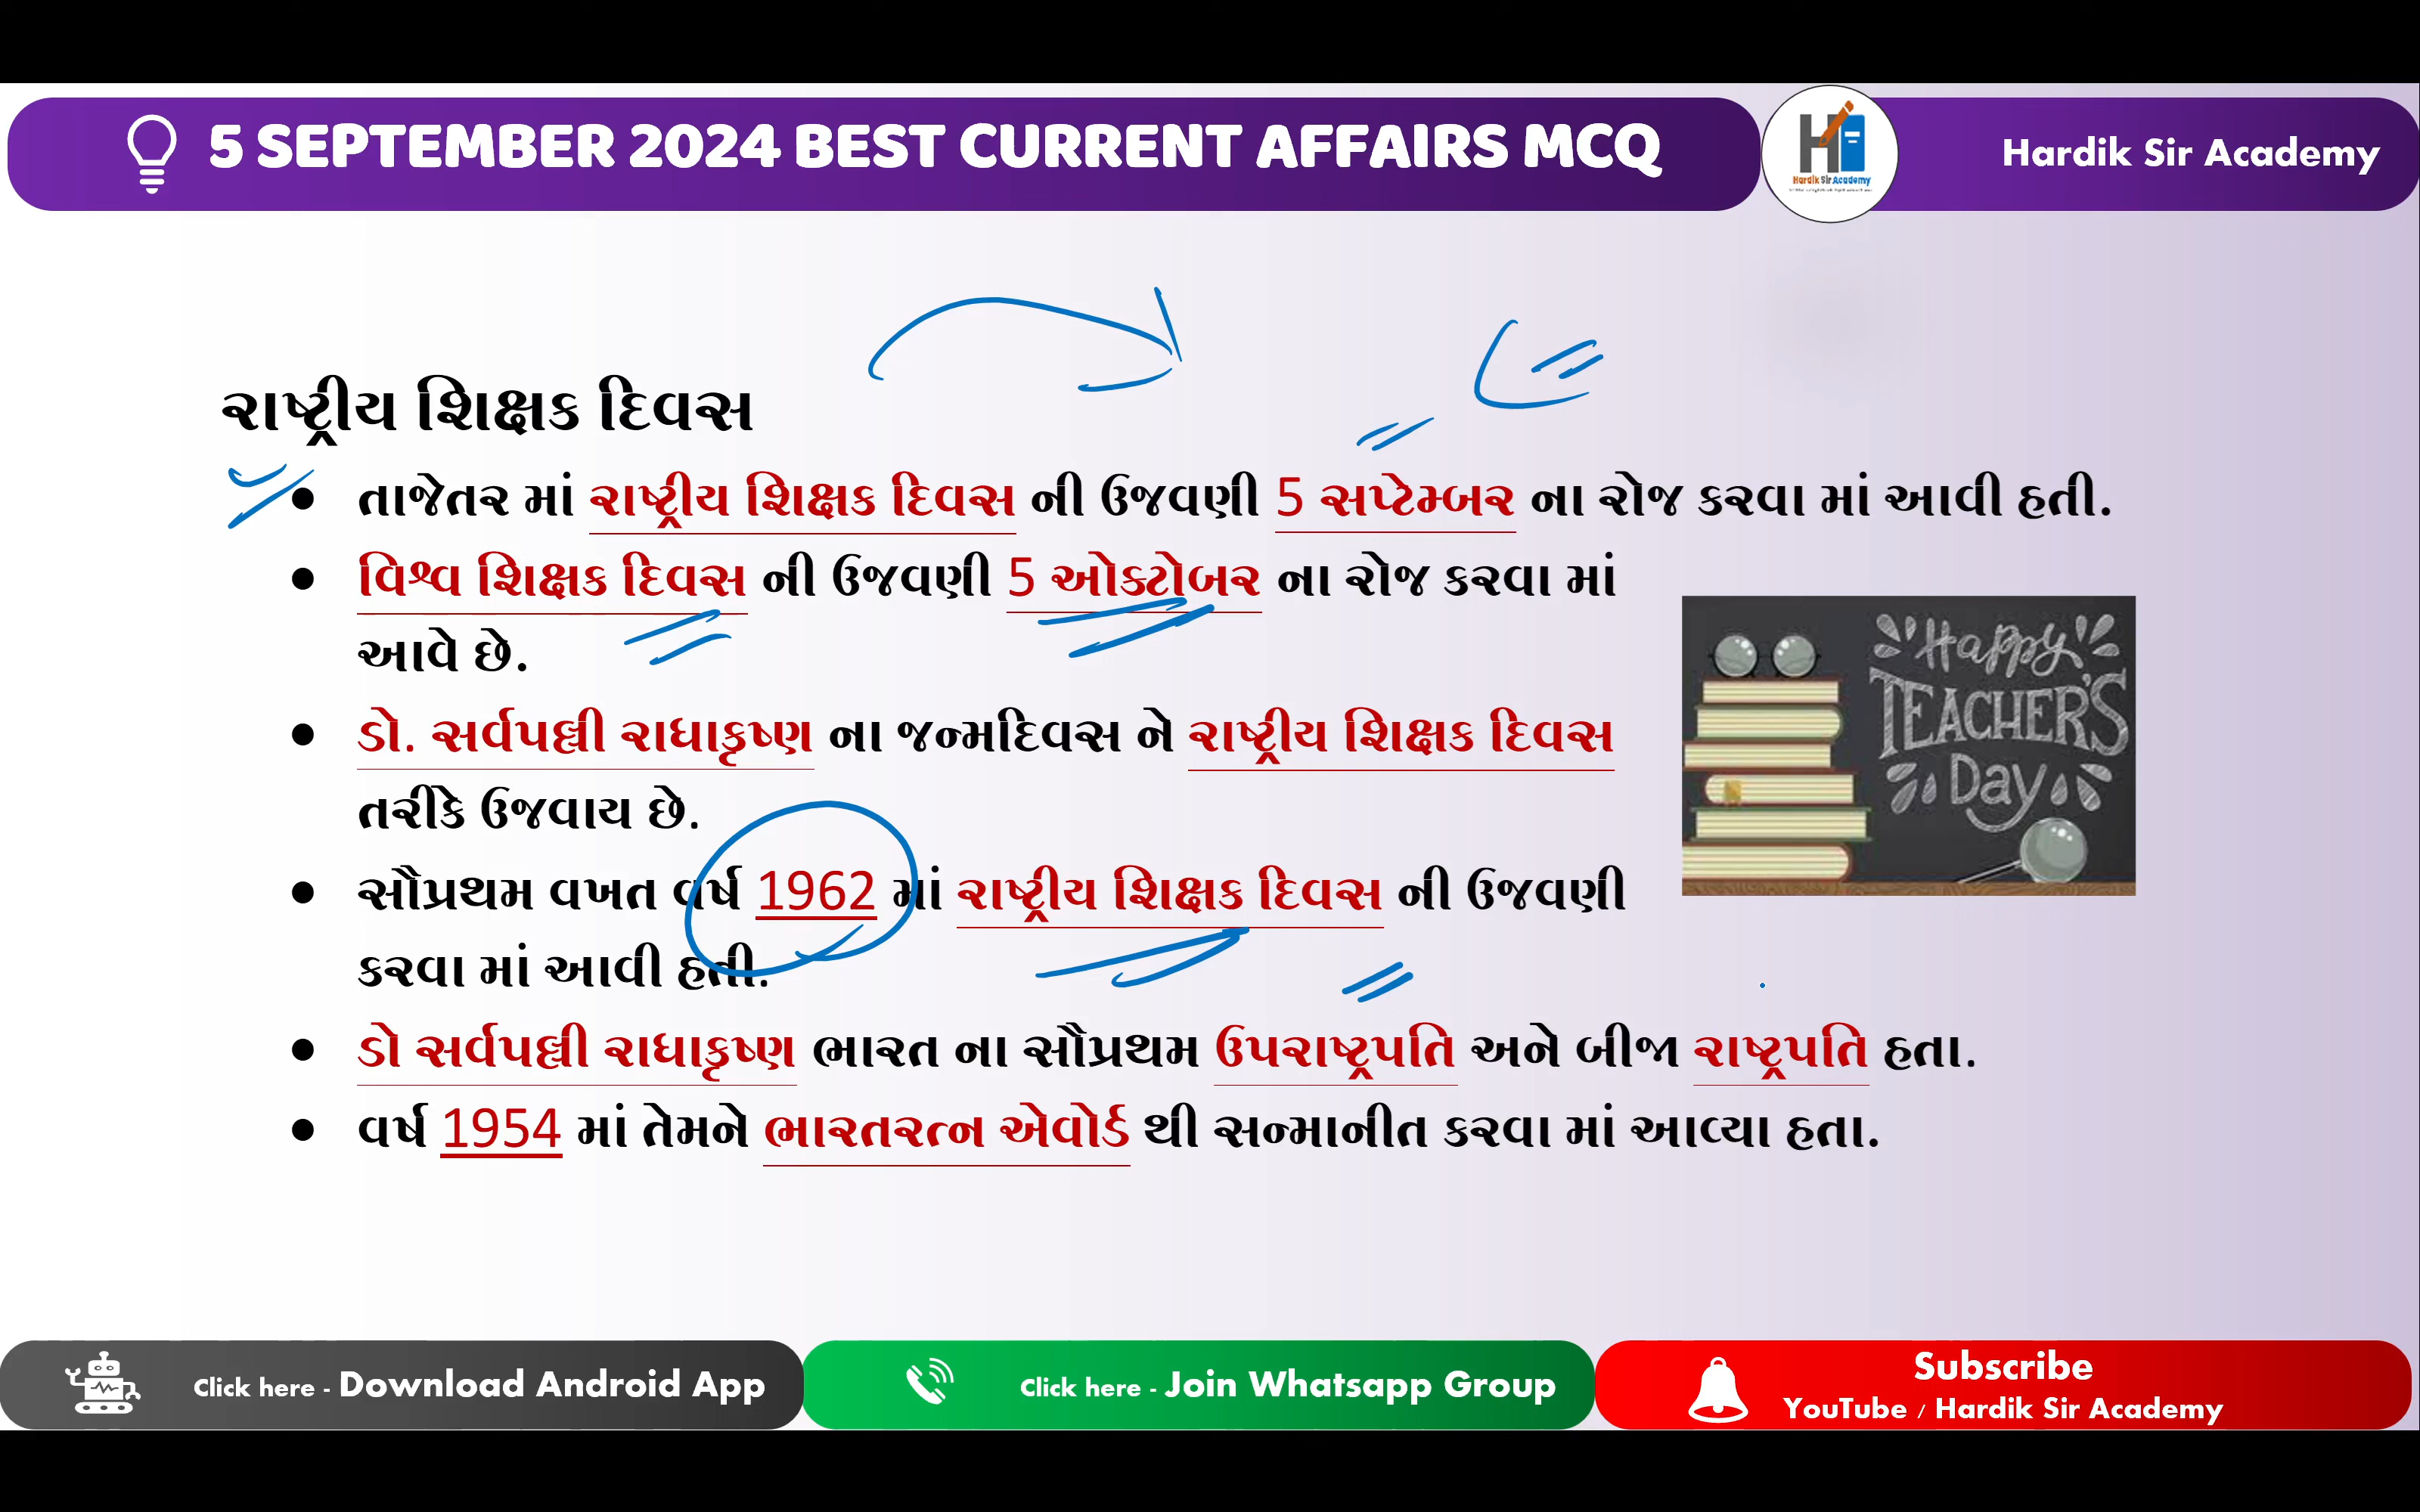 5 SEPTEMBER 2024 BEST CURRENT AFFAIRS MCQ
Hardik Sir Academy
Hardik Sir Academy
રાષ્ટ્રીય શિક્ષક દિવસ
• તાજેતર માં રાષ્ટ્રીય શિક્ષક દિવસ ની ઉજવણી 5 સપ્ટેમ્બર ના રોજ કરવા માં આવી હતી.
• વિશ્વ શિક્ષક દિવસ ની ઉજવણી 5 ઓક્ટોબર ના રોજ કરવા માં
આવે છે.
• ડો. સર્વપલ્લી રાધાકૃષ્ણ ના જન્મદિવસ ને રાષ્ટ્રીય શિક્ષક દિવસ
તરીકે ઉજવાય છે.
• સૌપ્રથમ વખત વર્ષ 1962 માં રાષ્ટ્રીય શિક્ષક દિવસ ની ઉજવણી
કરવા માં આવી હતી.
• ડો સર્વપલ્લી રાધાકૃષ્ણ ભારત ના સૌપ્રથમ ઉપરાષ્ટ્રપતિ અને બીજા રાષ્ટ્રપતિ હતા.
• વર્ષ 1954 માં તેમને ભારતરત્ન એવોર્ડ થી સન્માનીત કરવા માં આવ્યા હતા.
Happy
TEACHER'S
Day
Click here - Download Android App
Click here - Join Whatsapp Group
Subscribe
YouTube / Hardik Sir Academy